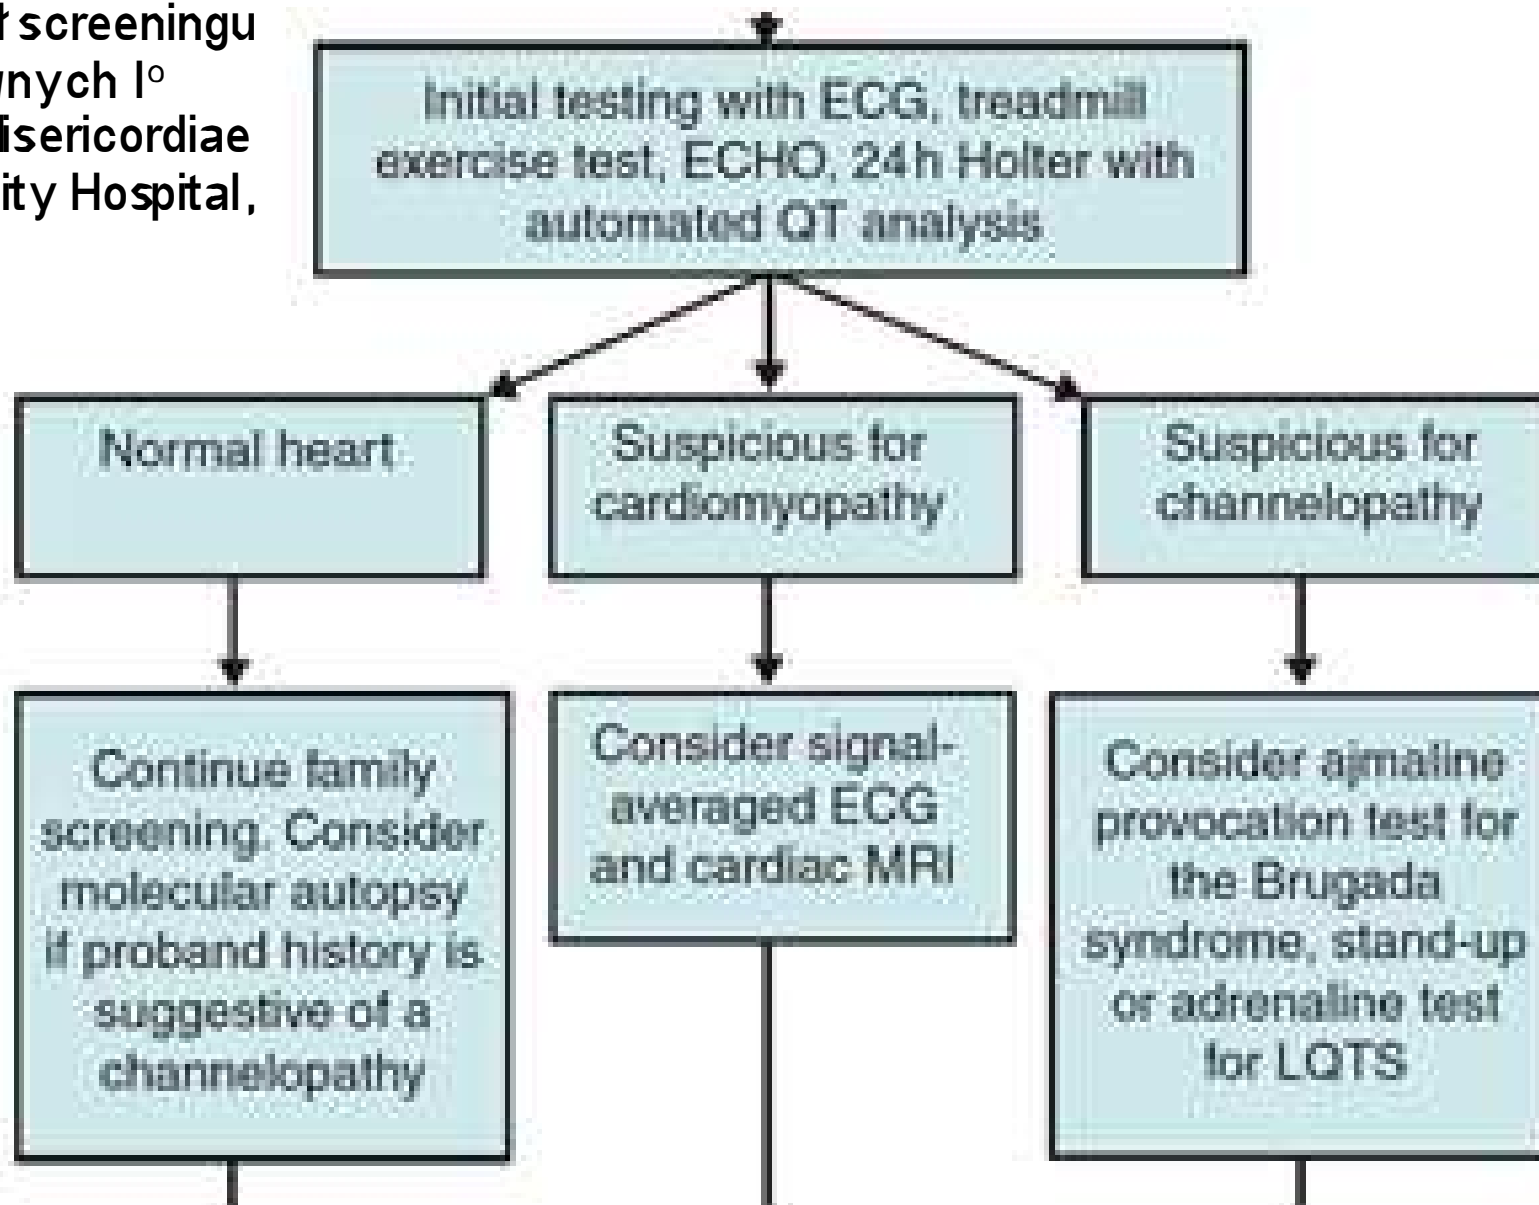 screeningu
wnych Iº
isericordiae
ity Hospital,
Initial testing with ECG, treadmill
exercise test, ECHO, 24h Holter with
automated QT analysis
Normal heart
Suspicious for
cardiomyopathy
Suspicious for
channelopathy
Continue family
screening. Consider
molecular autopsy
if proband history is
suggestive of a
channelopathy
Consider signal-
averaged ECG
and cardiac MRI
Consider ajmaline
provocation test for
the Brugada
syndrome, stand-up
or adrenaline test
for LQTS